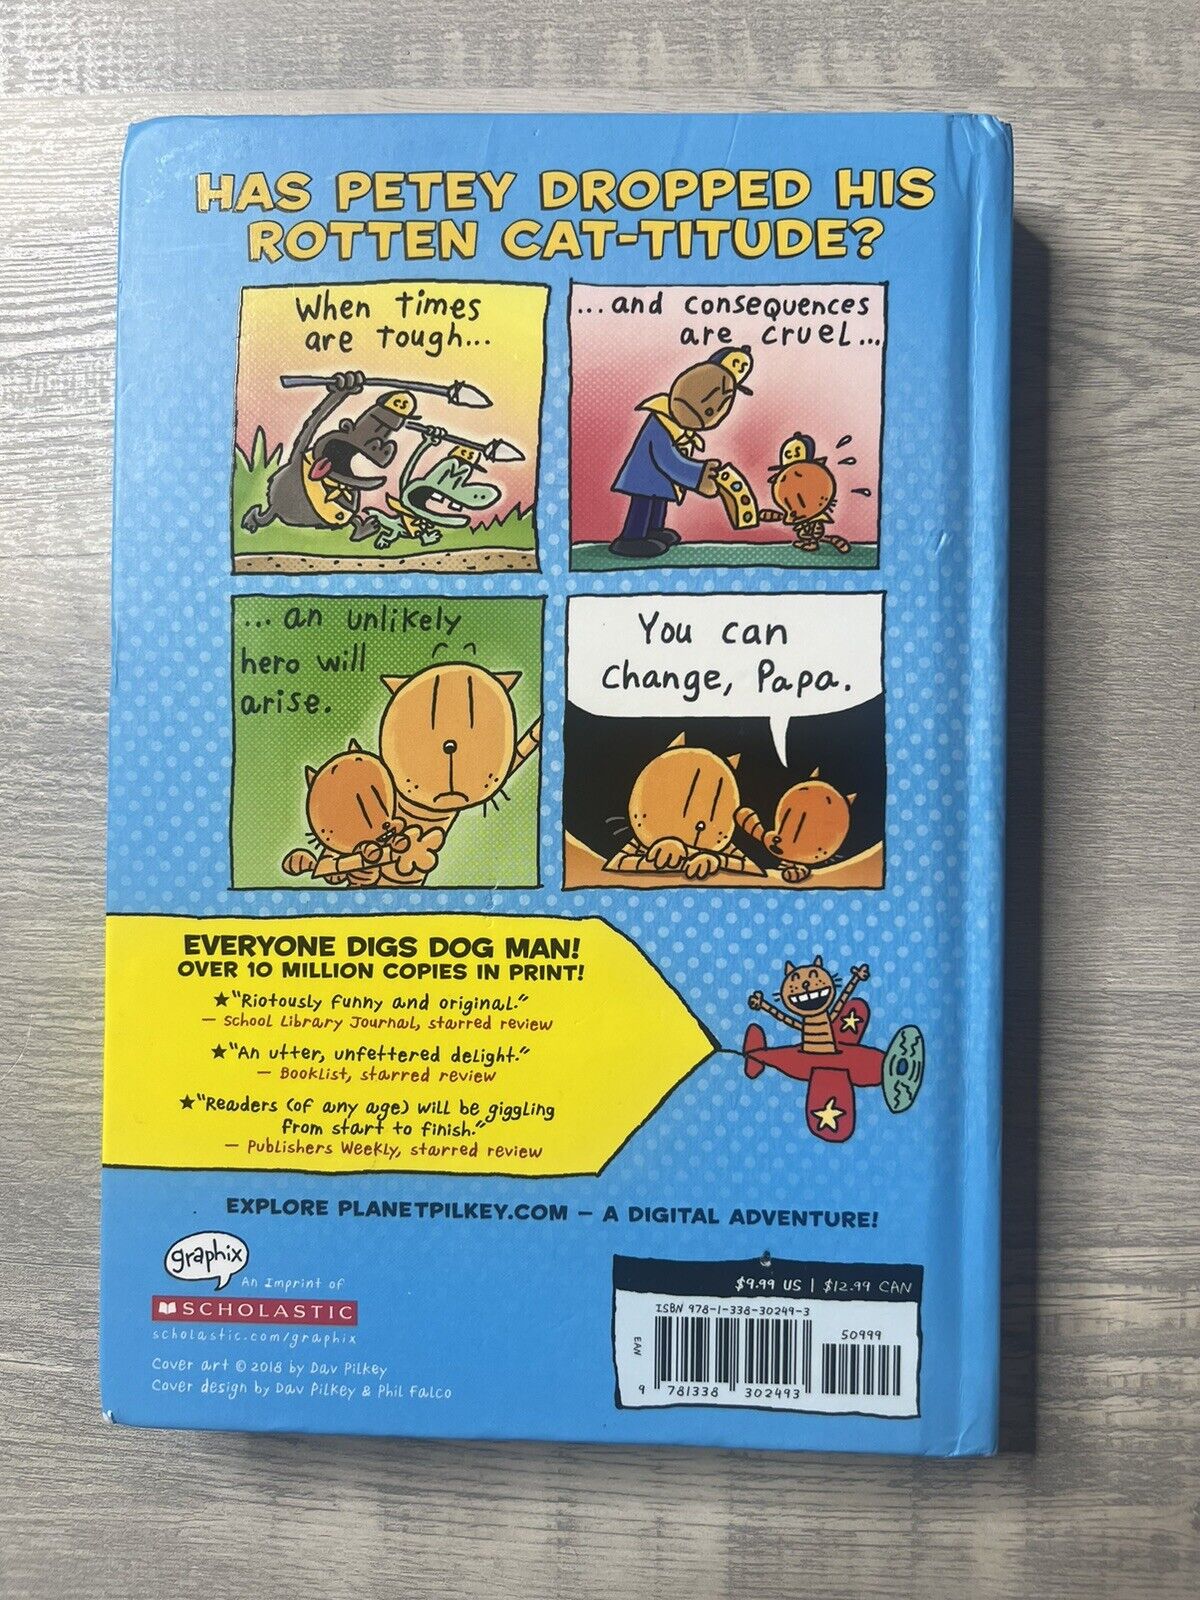 HAS PETEY DROPPED HIS
ROTTEN CAT-TITUDE?
When times
are tough...
...and consequences
are cruel...
CS
CS
CS
CS
... an unlikely
hero will
arise.
You can
change, Papa.
EVERYONE DIGS DOG MAN!
OVER 10 MILLION COPIES IN PRINT!
★"Riotously funny and original."
— School Library Journal, starred review
★"An utter, unfettered delight."
— Booklist, starred review
★"Readers (of any age) will be giggling
from start to finish."
— Publishers Weekly, starred review
EXPLORE PLANETPILKEY.COM — A DIGITAL ADVENTURE!
graphix
An Imprint of
SCHOLASTIC
scholastic.com/graphix
Cover art © 2018 by Dav Pilkey
Cover design by Dav Pilkey & Phil Falco
$9.99 US | $12.99 CAN
ISBN 978-1-338-30249-3
50999
EAN
9 781338 302493